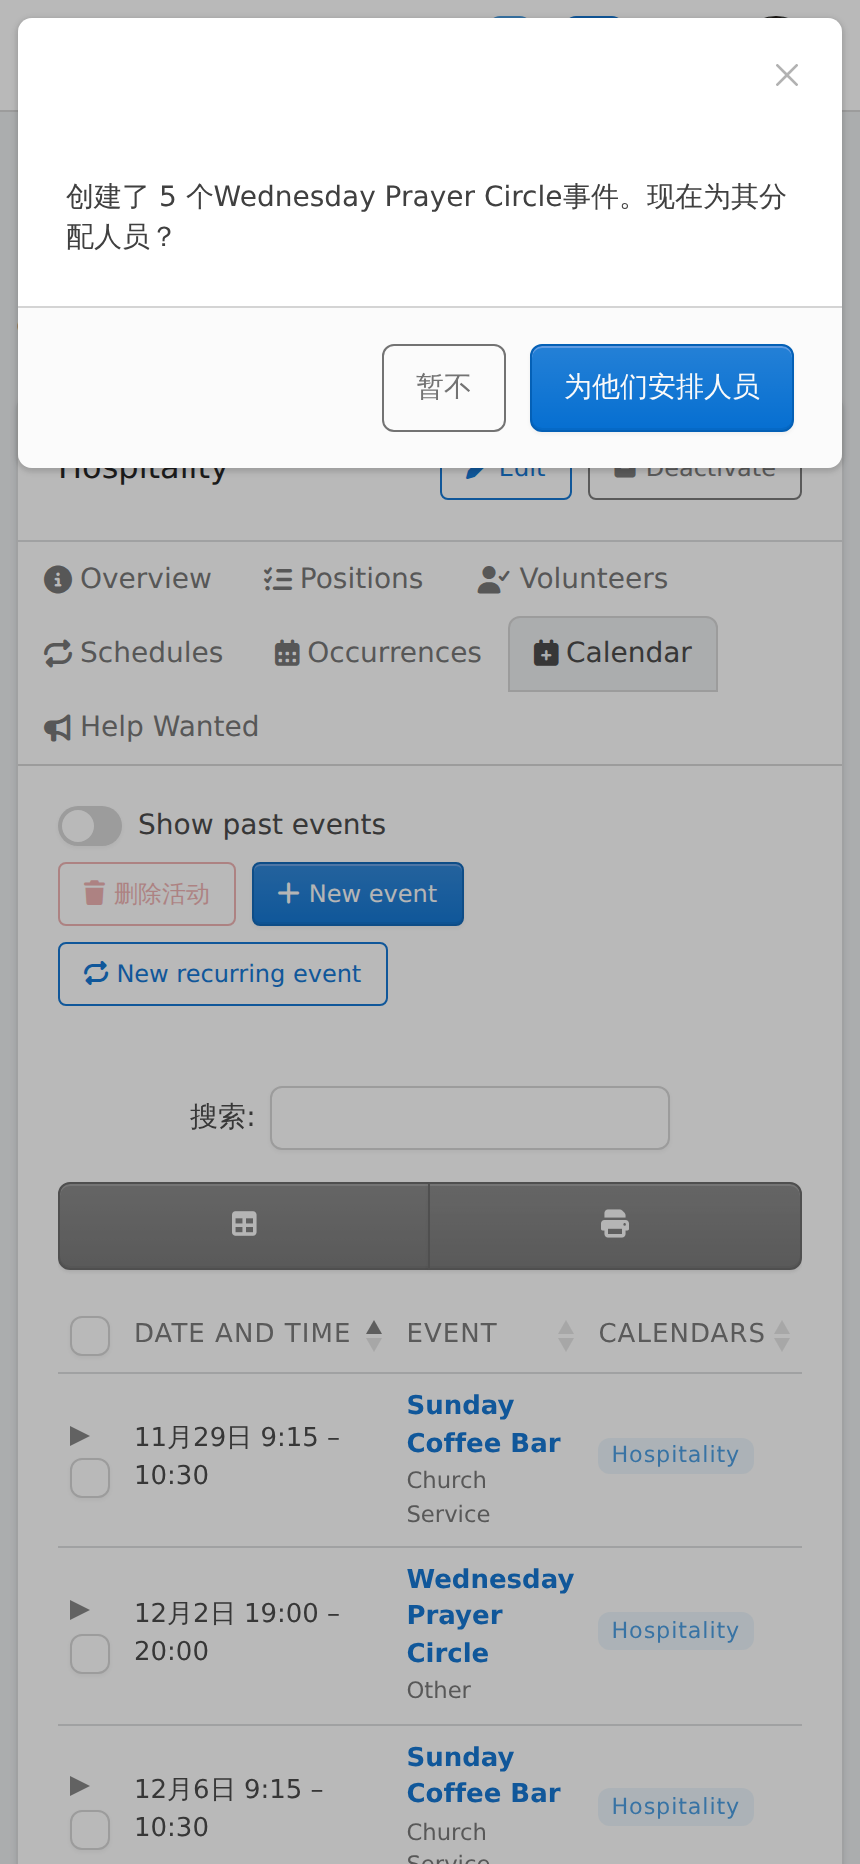 创建了 5 个Wednesday Prayer Circle事件。现在为其分
配人员？
暂不
为他们安排人员
Hospitality
Edit
Deactivate
Overview
Positions
Volunteers
Schedules
Occurrences
Calendar
Help Wanted
Show past events
删除活动
New event
New recurring event
搜索:
DATE AND TIME
EVENT
CALENDARS
11月29日 9:15 –
10:30
Sunday
Coffee Bar
Church
Service
Hospitality
12月2日 19:00 –
20:00
Wednesday
Prayer
Circle
Other
Hospitality
12月6日 9:15 –
10:30
Sunday
Coffee Bar
Church
Service
Hospitality